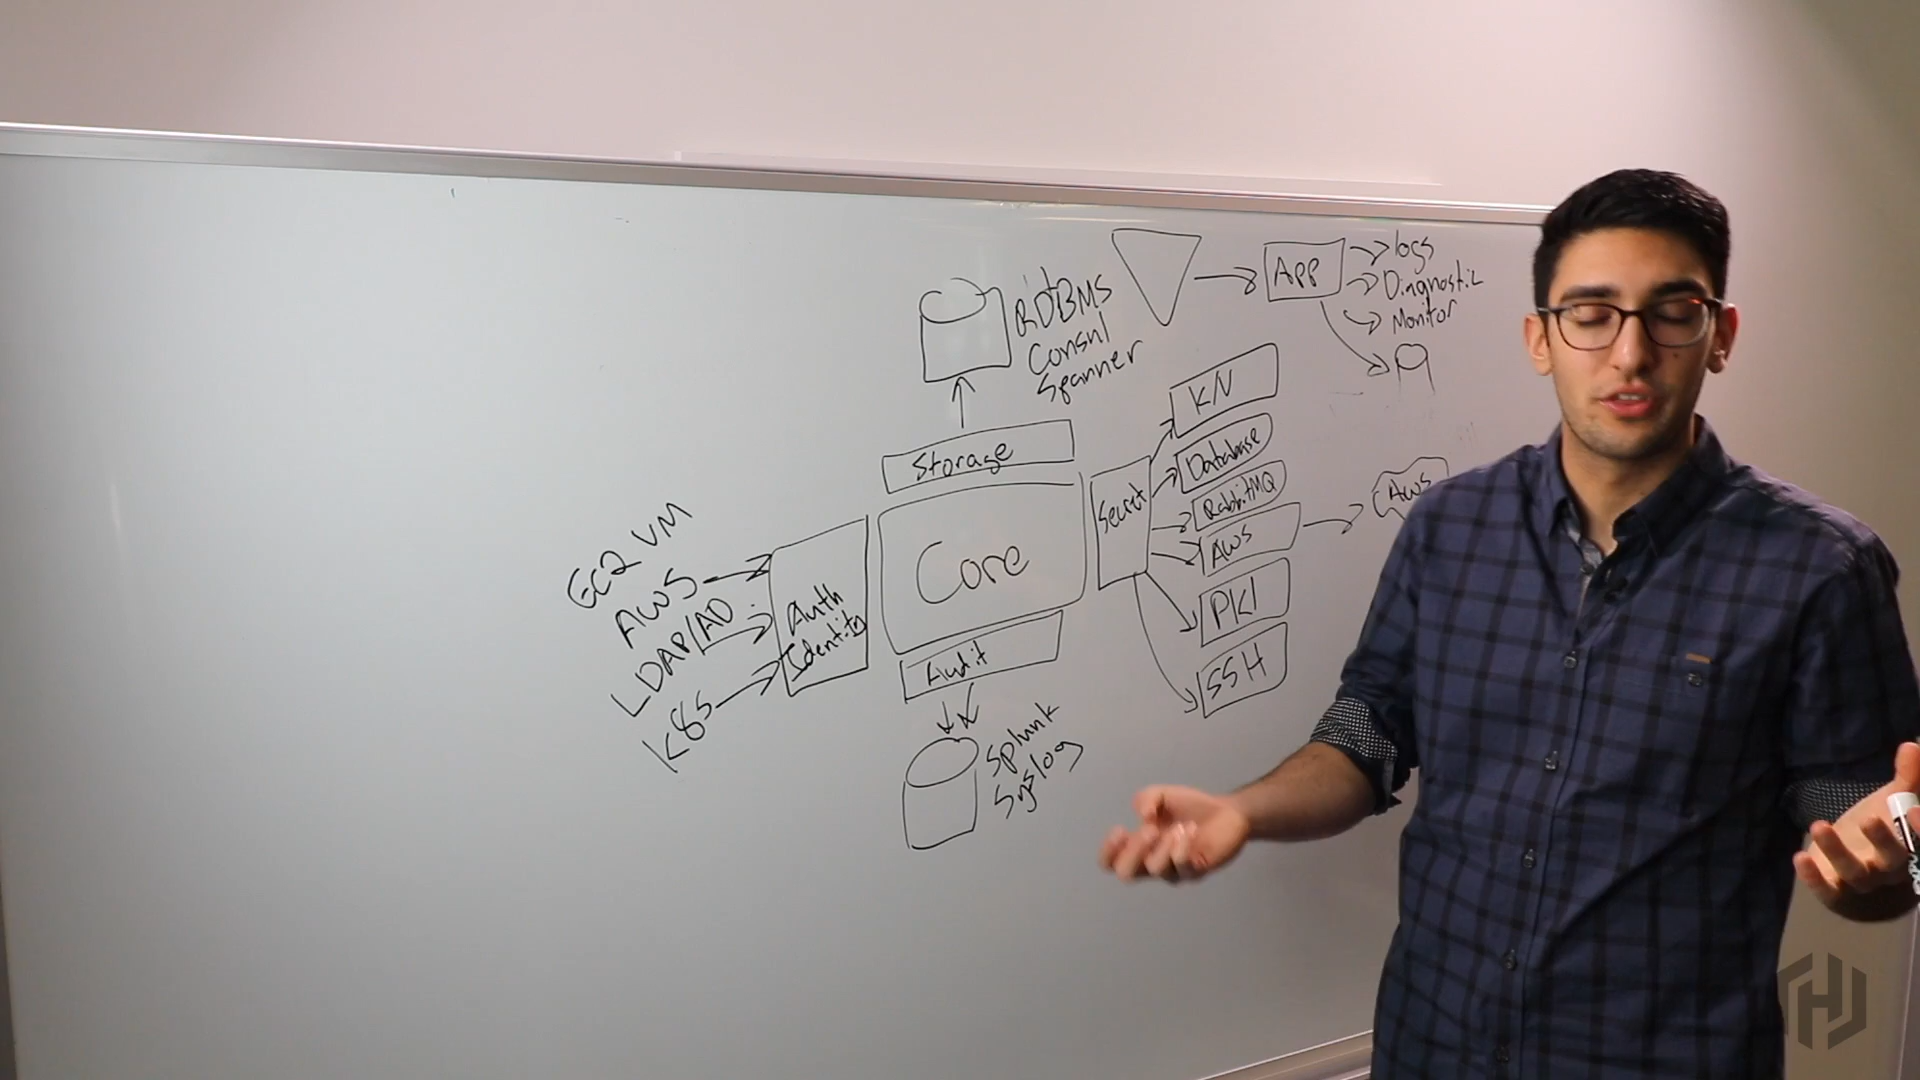 RDBMS
Consul
Spanner
App
logs
Diagnostic
Monitor
Storage
Core
Audit
Splunk
Syslog
Auth
Identity
EC2 VM
AWS
LDAP/AD
K8s
Secret
K/V
Database
RabbitMQ
AWS
PKI
SSH
AWS
H